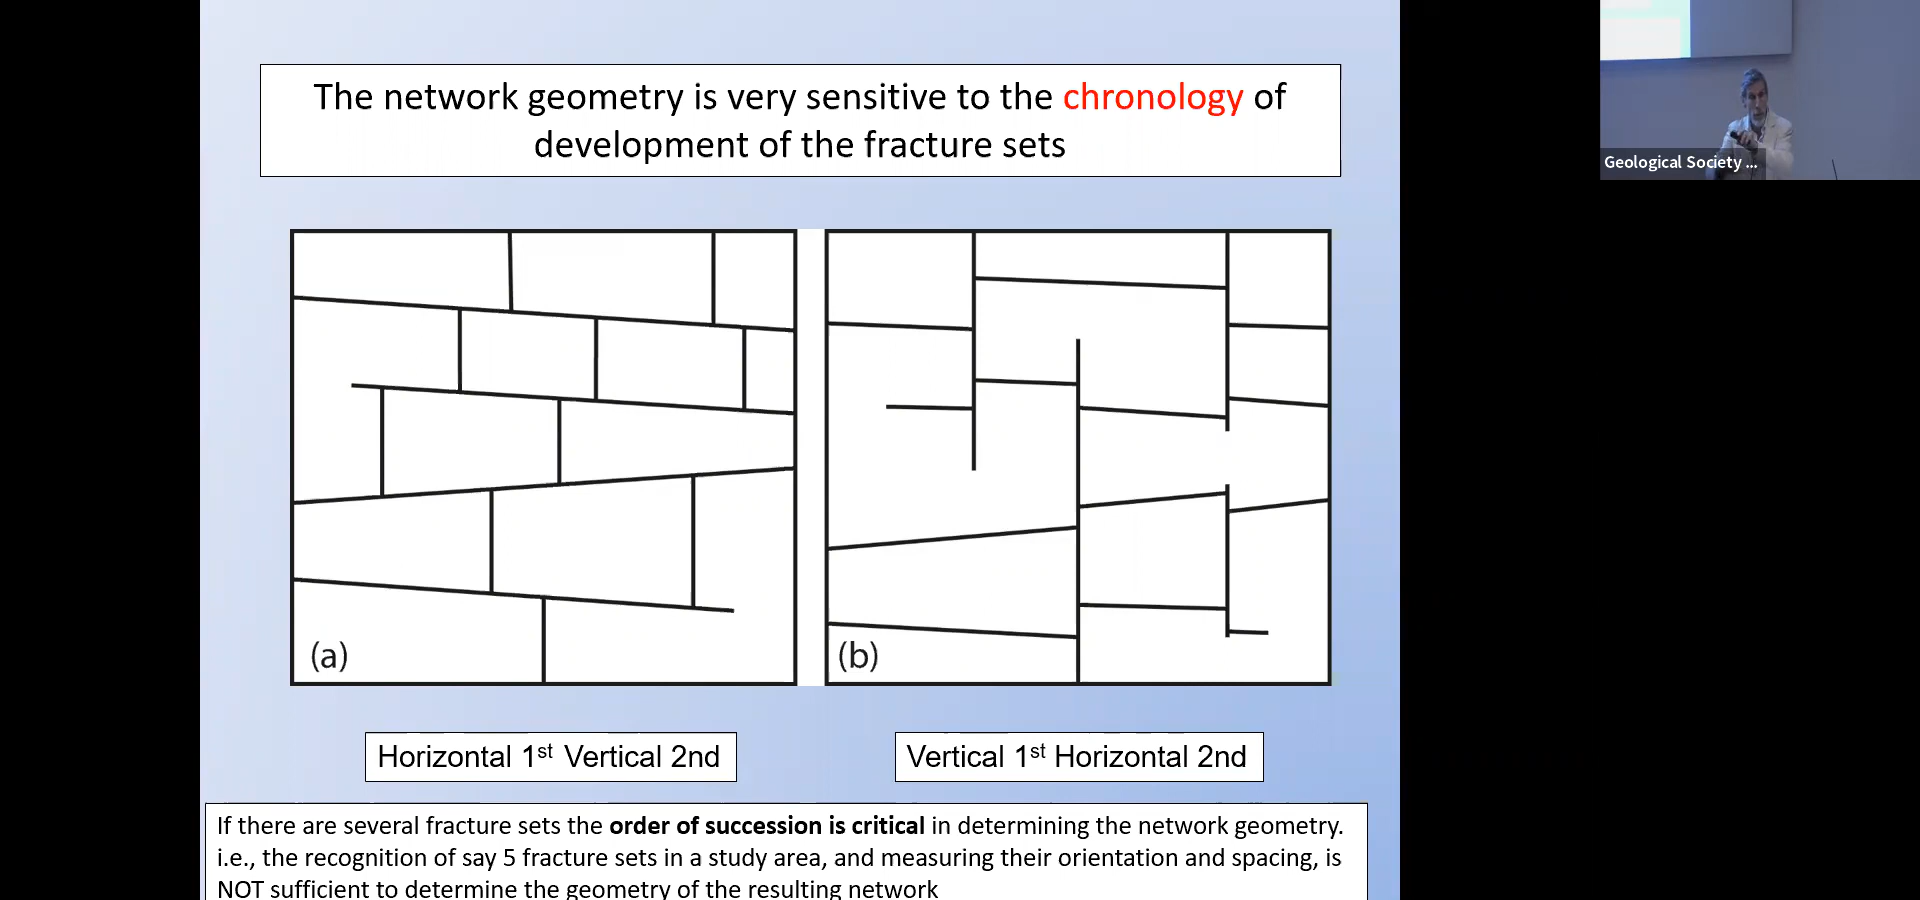 The network geometry is very sensitive to the chronology of
development of the fracture sets
Geological Society ...
(a)
(b)
Horizontal 1st Vertical 2nd
Vertical 1st Horizontal 2nd
If there are several fracture sets the order of succession is critical in determining the network geometry.
i.e., the recognition of say 5 fracture sets in a study area, and measuring their orientation and spacing, is
NOT sufficient to determine the geometry of the resulting network